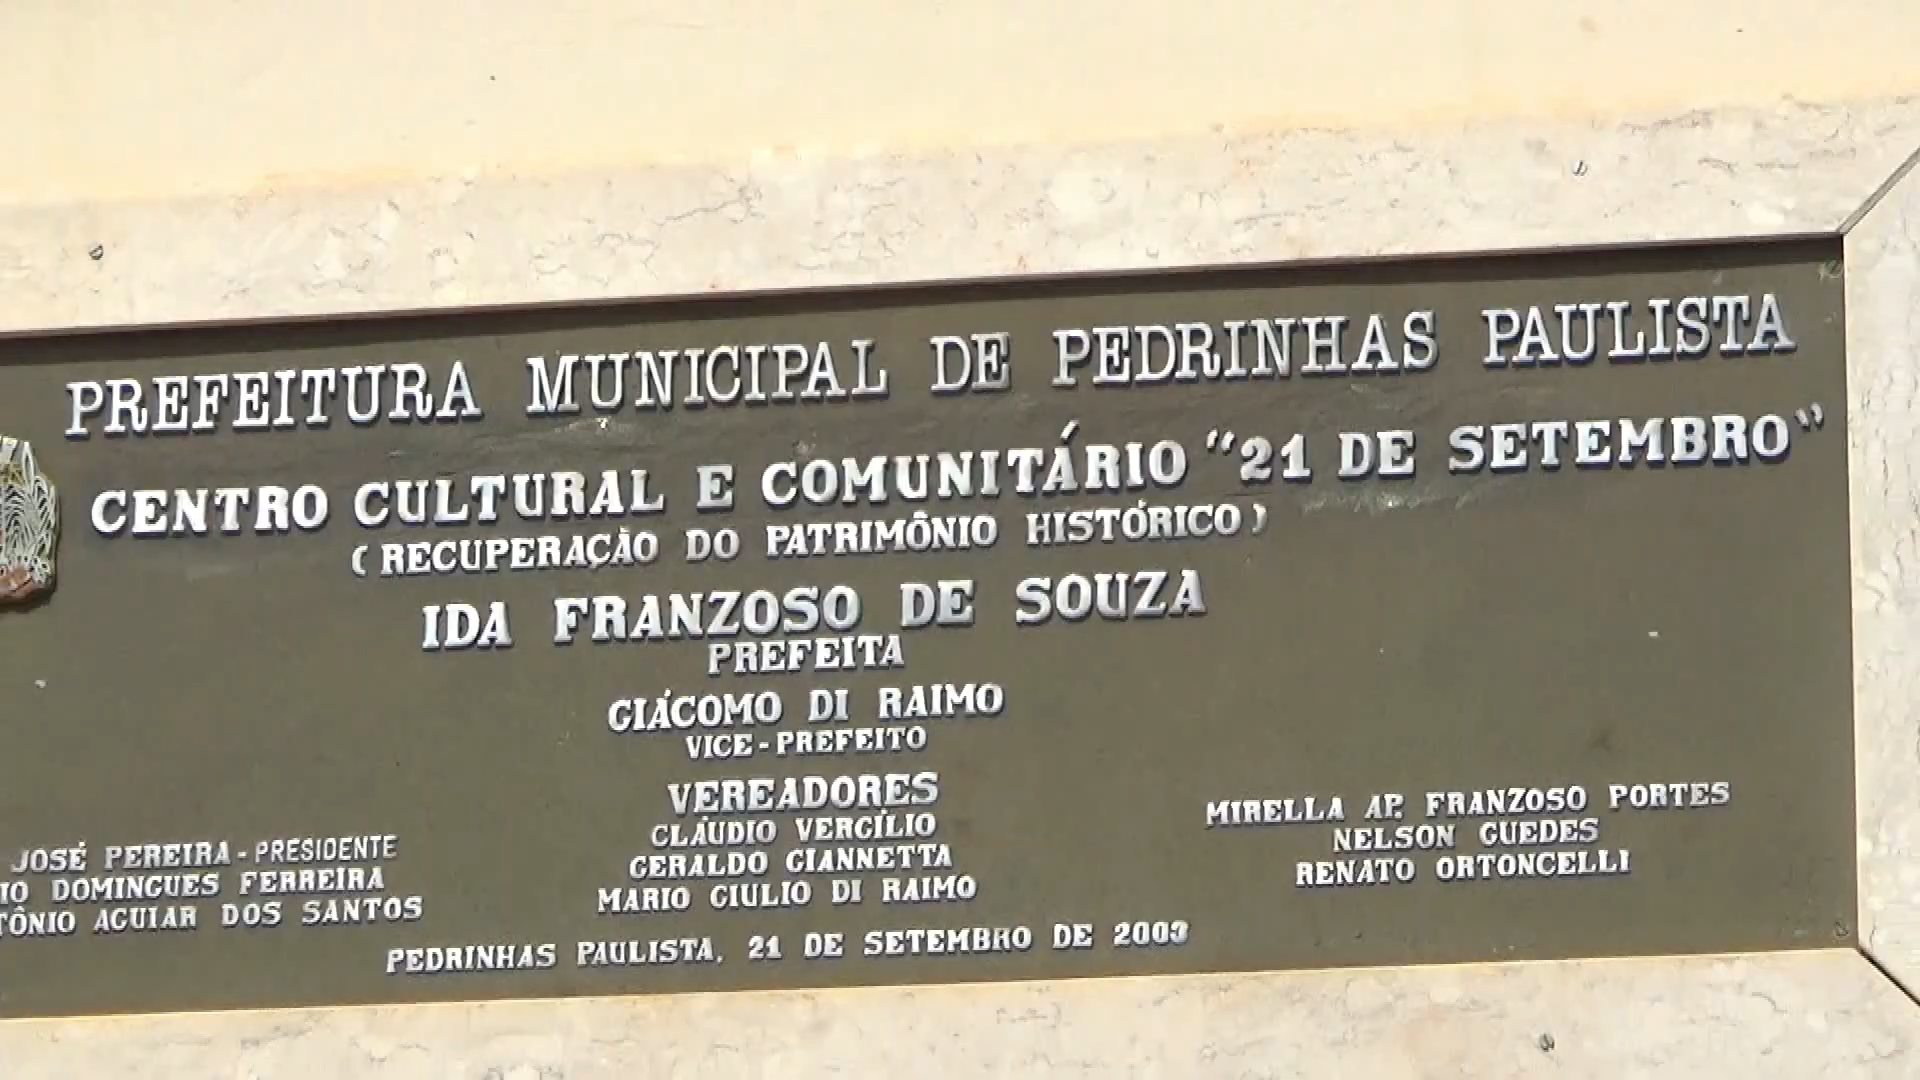 PREFEITURA MUNICIPAL DE PEDRINHAS PAULISTA
CENTRO CULTURAL E COMUNITÁRIO "21 DE SETEMBRO"
(RECUPERAÇÃO DO PATRIMÔNIO HISTÓRICO)
IDA FRANZOSO DE SOUZA
PREFEITA
GIÁCOMO DI RAIMO
VICE-PREFEITO
VEREADORES
JOSÉ PEREIRA - PRESIDENTE
DOMINGUES FERREIRA
AGUIAR DOS SANTOS
CLÁUDIO VERGÍLIO
GERALDO GIANNETTA
MARIO GIULIO DI RAIMO
MIRELLA AP. FRANZOSO PORTES
NELSON GUEDES
RENATO ORTONCELLI
PEDRINHAS PAULISTA, 21 DE SETEMBRO DE 2003